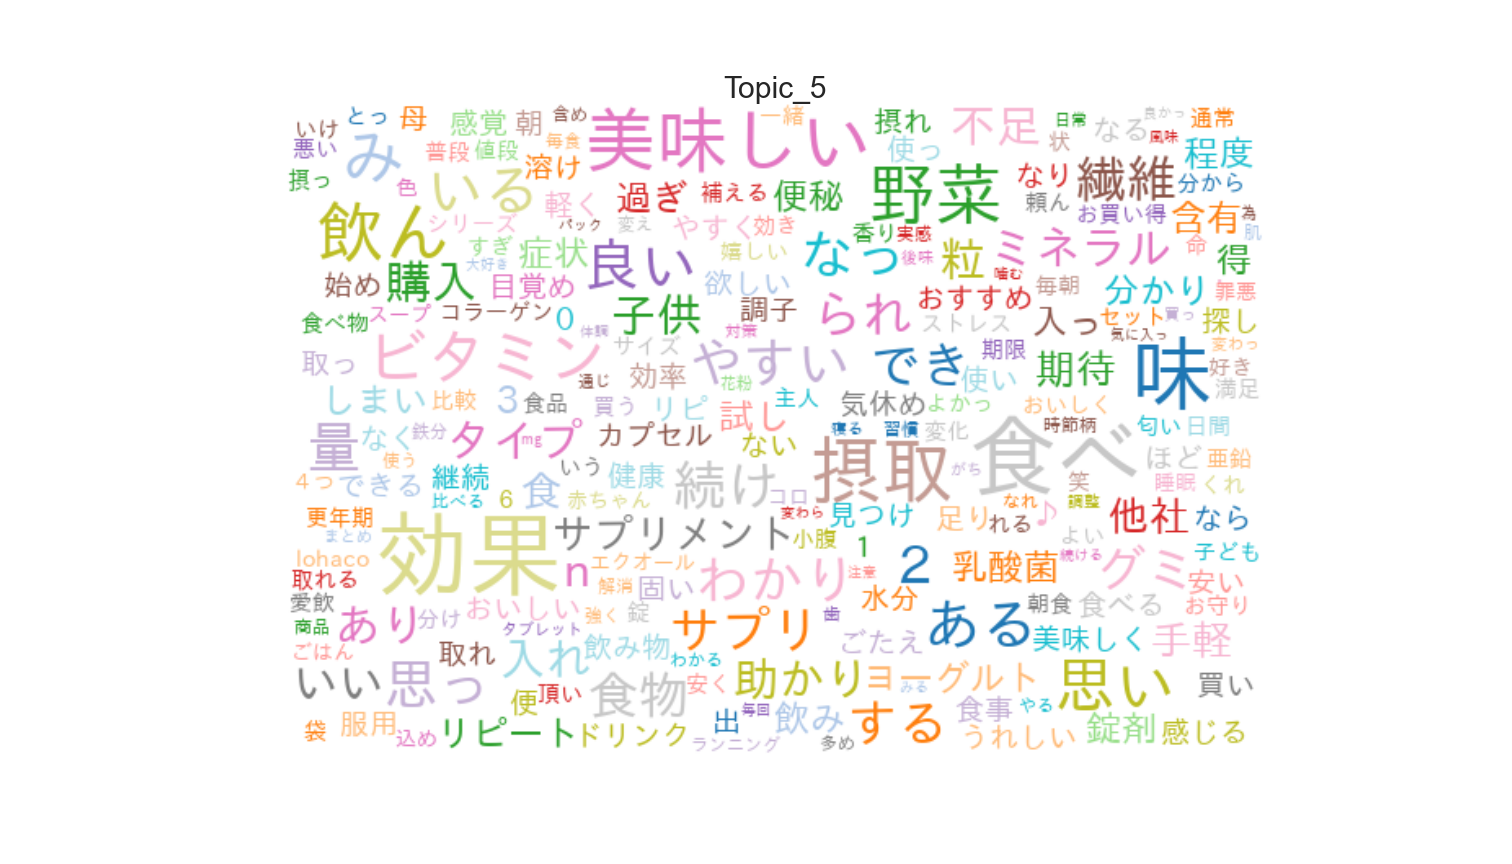 Topic_5
いけ とっ 母 感覚 朝 含め 美味しい 一緒 摂れ 不足 日常 なる 良かっ 通常
悪い み 普段 値段 毎食 溶け 使っ 状 風味 程度
摂っ 色 いる 軽く 過ぎ 補える 便秘 野菜 なり 繊維 分から
飲ん シリーズ パック 変え やすく 効き 香り 実感 頼ん お買い得 含有 為 肌
すぎ 症状 良い 嬉しい なっ 後味 粒 ミネラル 命 得
大好き 始め 購入 目覚め 欲しい 噛む 毎朝 分かり 罪悪
食べ物 スープ コラーゲン 0 子供 調子 られ おすすめ ストレス 入っ セット 買っ 探し
体調 対策 気に入っ 変わっ
取っ ビタミン サイズ やすい でき 期限 期待 味 好き
通じ 効率 花粉 使い 満足
しまい 比較 3 食品 買う リピ 試し 主人 気休め よかっ おいしく
量 なく 鉄分 タイプ mg カプセル ない 寝る 習慣 変化 時節柄 匂い 日間
使う いう 摂取 食べ ほど 亜鉛
4つ できる 継続 食 健康 続け がち 笑 睡眠 くれ
比べる 6 赤ちゃん コロ なれ 調整
更年期 効果 サプリメント 変わら 見つけ 足り れる ♪ 他社 なら
まとめ 小腹 1 よい
lohaco n エクオール わかり 注意 2 乳酸菌 続ける グミ 子ども
取れる 解消 固い 安い
愛飲 おいしい 強く 錠 水分 朝食 食べる お守り
商品 あり 分け タブレット サプリ 歯 ある 美味しく 手軽
ごはん 取れ 入れ 飲み物 わかる ごたえ
いい 思っ 頂い 食物 安く 助かり ヨーグルト みる 思い 買い
便 出 毎回 飲み する 食事 やる
袋 服用 込め リピート ドリンク ランニング 多め うれしい 錠剤 感じる